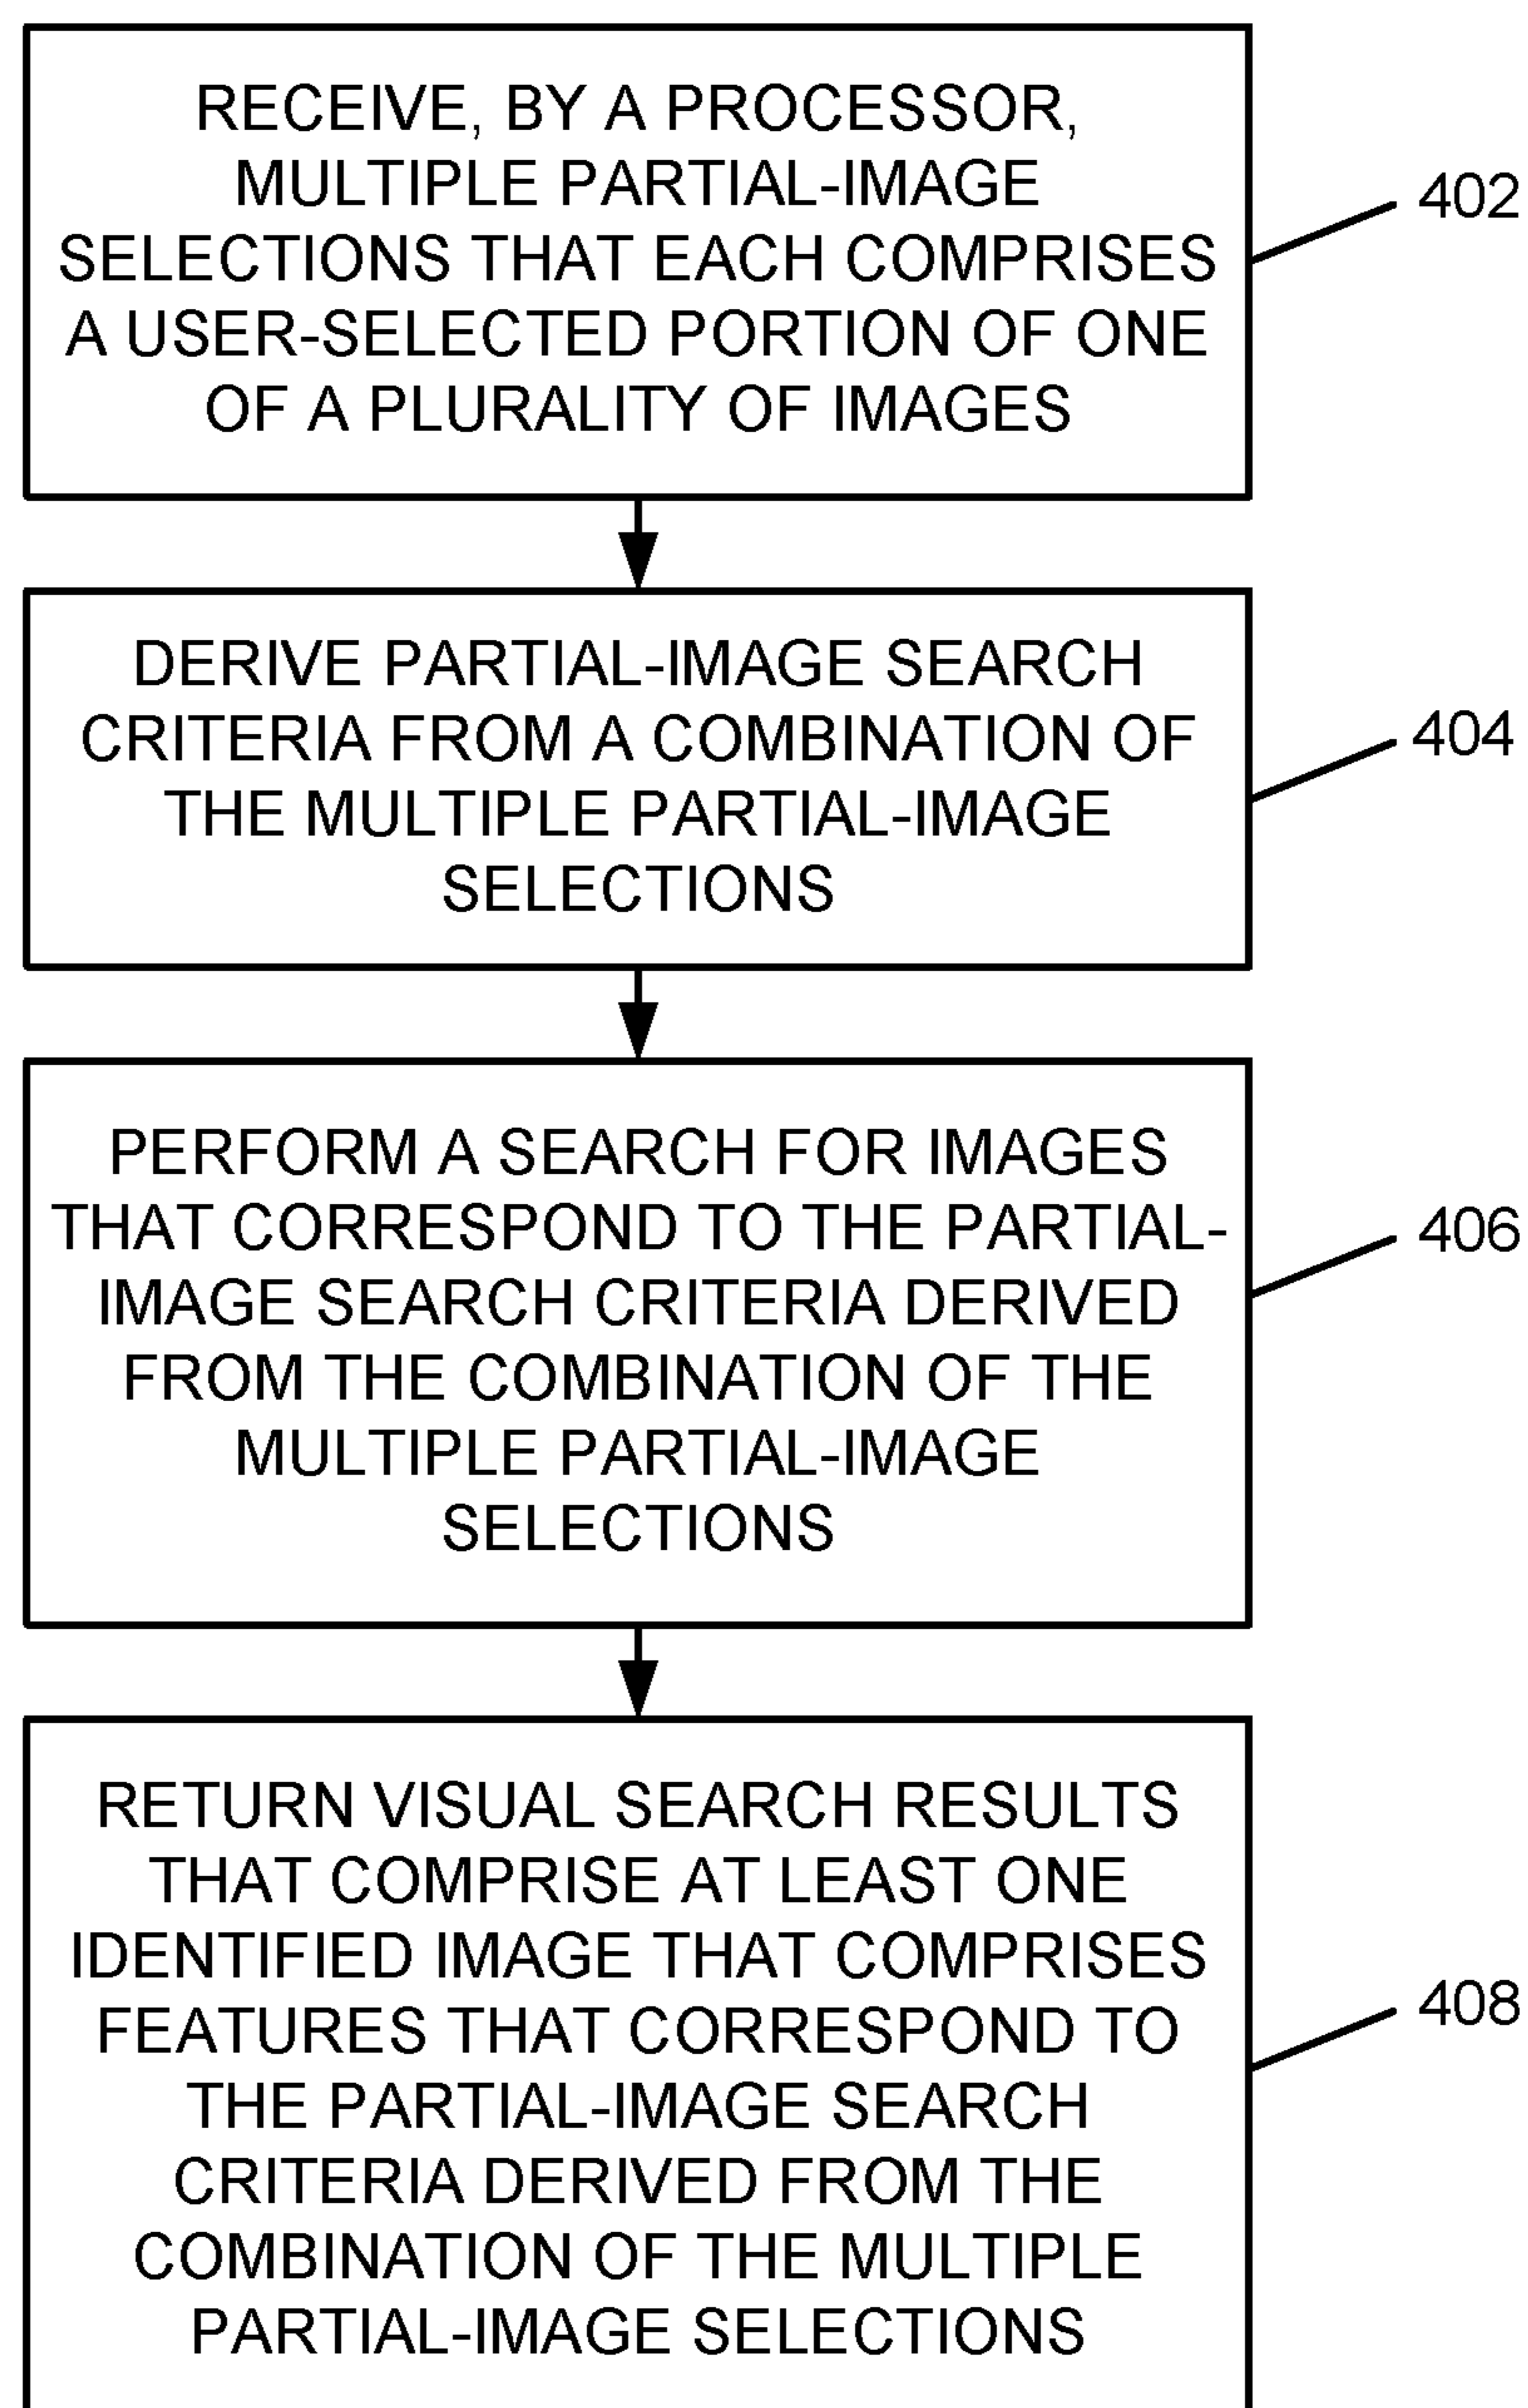 RECEIVE, BY A PROCESSOR,
MULTIPLE PARTIAL-IMAGE
SELECTIONS THAT EACH COMPRISES
A USER-SELECTED PORTION OF ONE
OF A PLURALITY OF IMAGES
402
DERIVE PARTIAL-IMAGE SEARCH
CRITERIA FROM A COMBINATION OF
THE MULTIPLE PARTIAL-IMAGE
SELECTIONS
404
PERFORM A SEARCH FOR IMAGES
THAT CORRESPOND TO THE PARTIAL-
IMAGE SEARCH CRITERIA DERIVED
FROM THE COMBINATION OF THE
MULTIPLE PARTIAL-IMAGE
SELECTIONS
406
RETURN VISUAL SEARCH RESULTS
THAT COMPRISE AT LEAST ONE
IDENTIFIED IMAGE THAT COMPRISES
FEATURES THAT CORRESPOND TO
THE PARTIAL-IMAGE SEARCH
CRITERIA DERIVED FROM THE
COMBINATION OF THE MULTIPLE
PARTIAL-IMAGE SELECTIONS
408